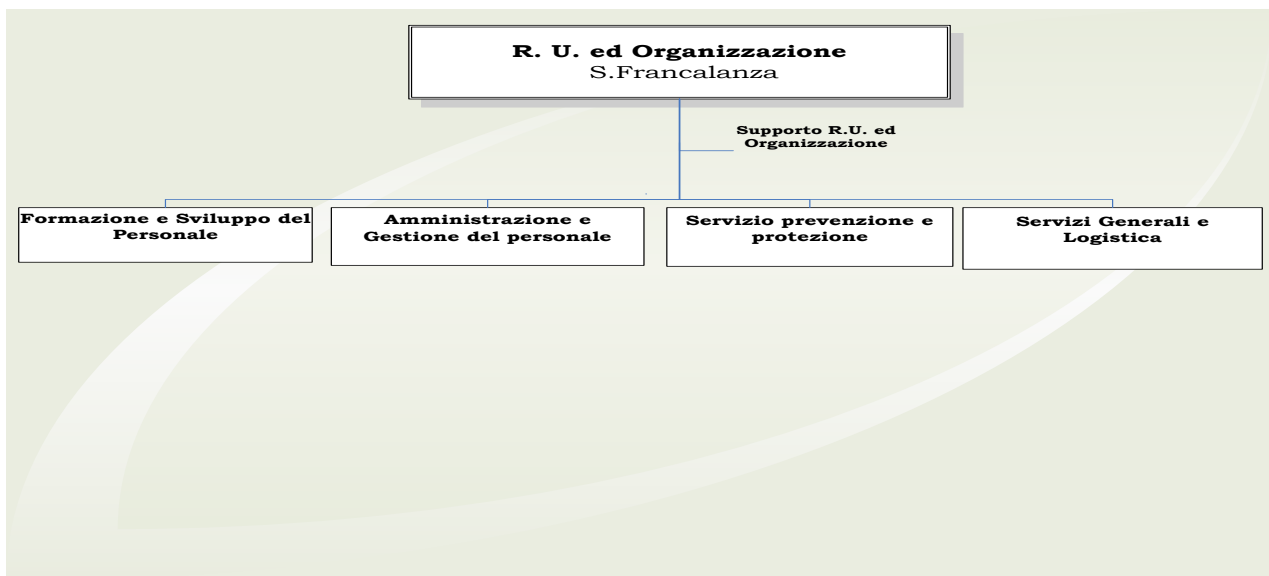 R. U. ed Organizzazione
S.Francalanza
Supporto R.U. ed
Organizzazione
Formazione e Sviluppo del
Personale
Amministrazione e
Gestione del personale
Servizio prevenzione e
protezione
Servizi Generali e
Logistica